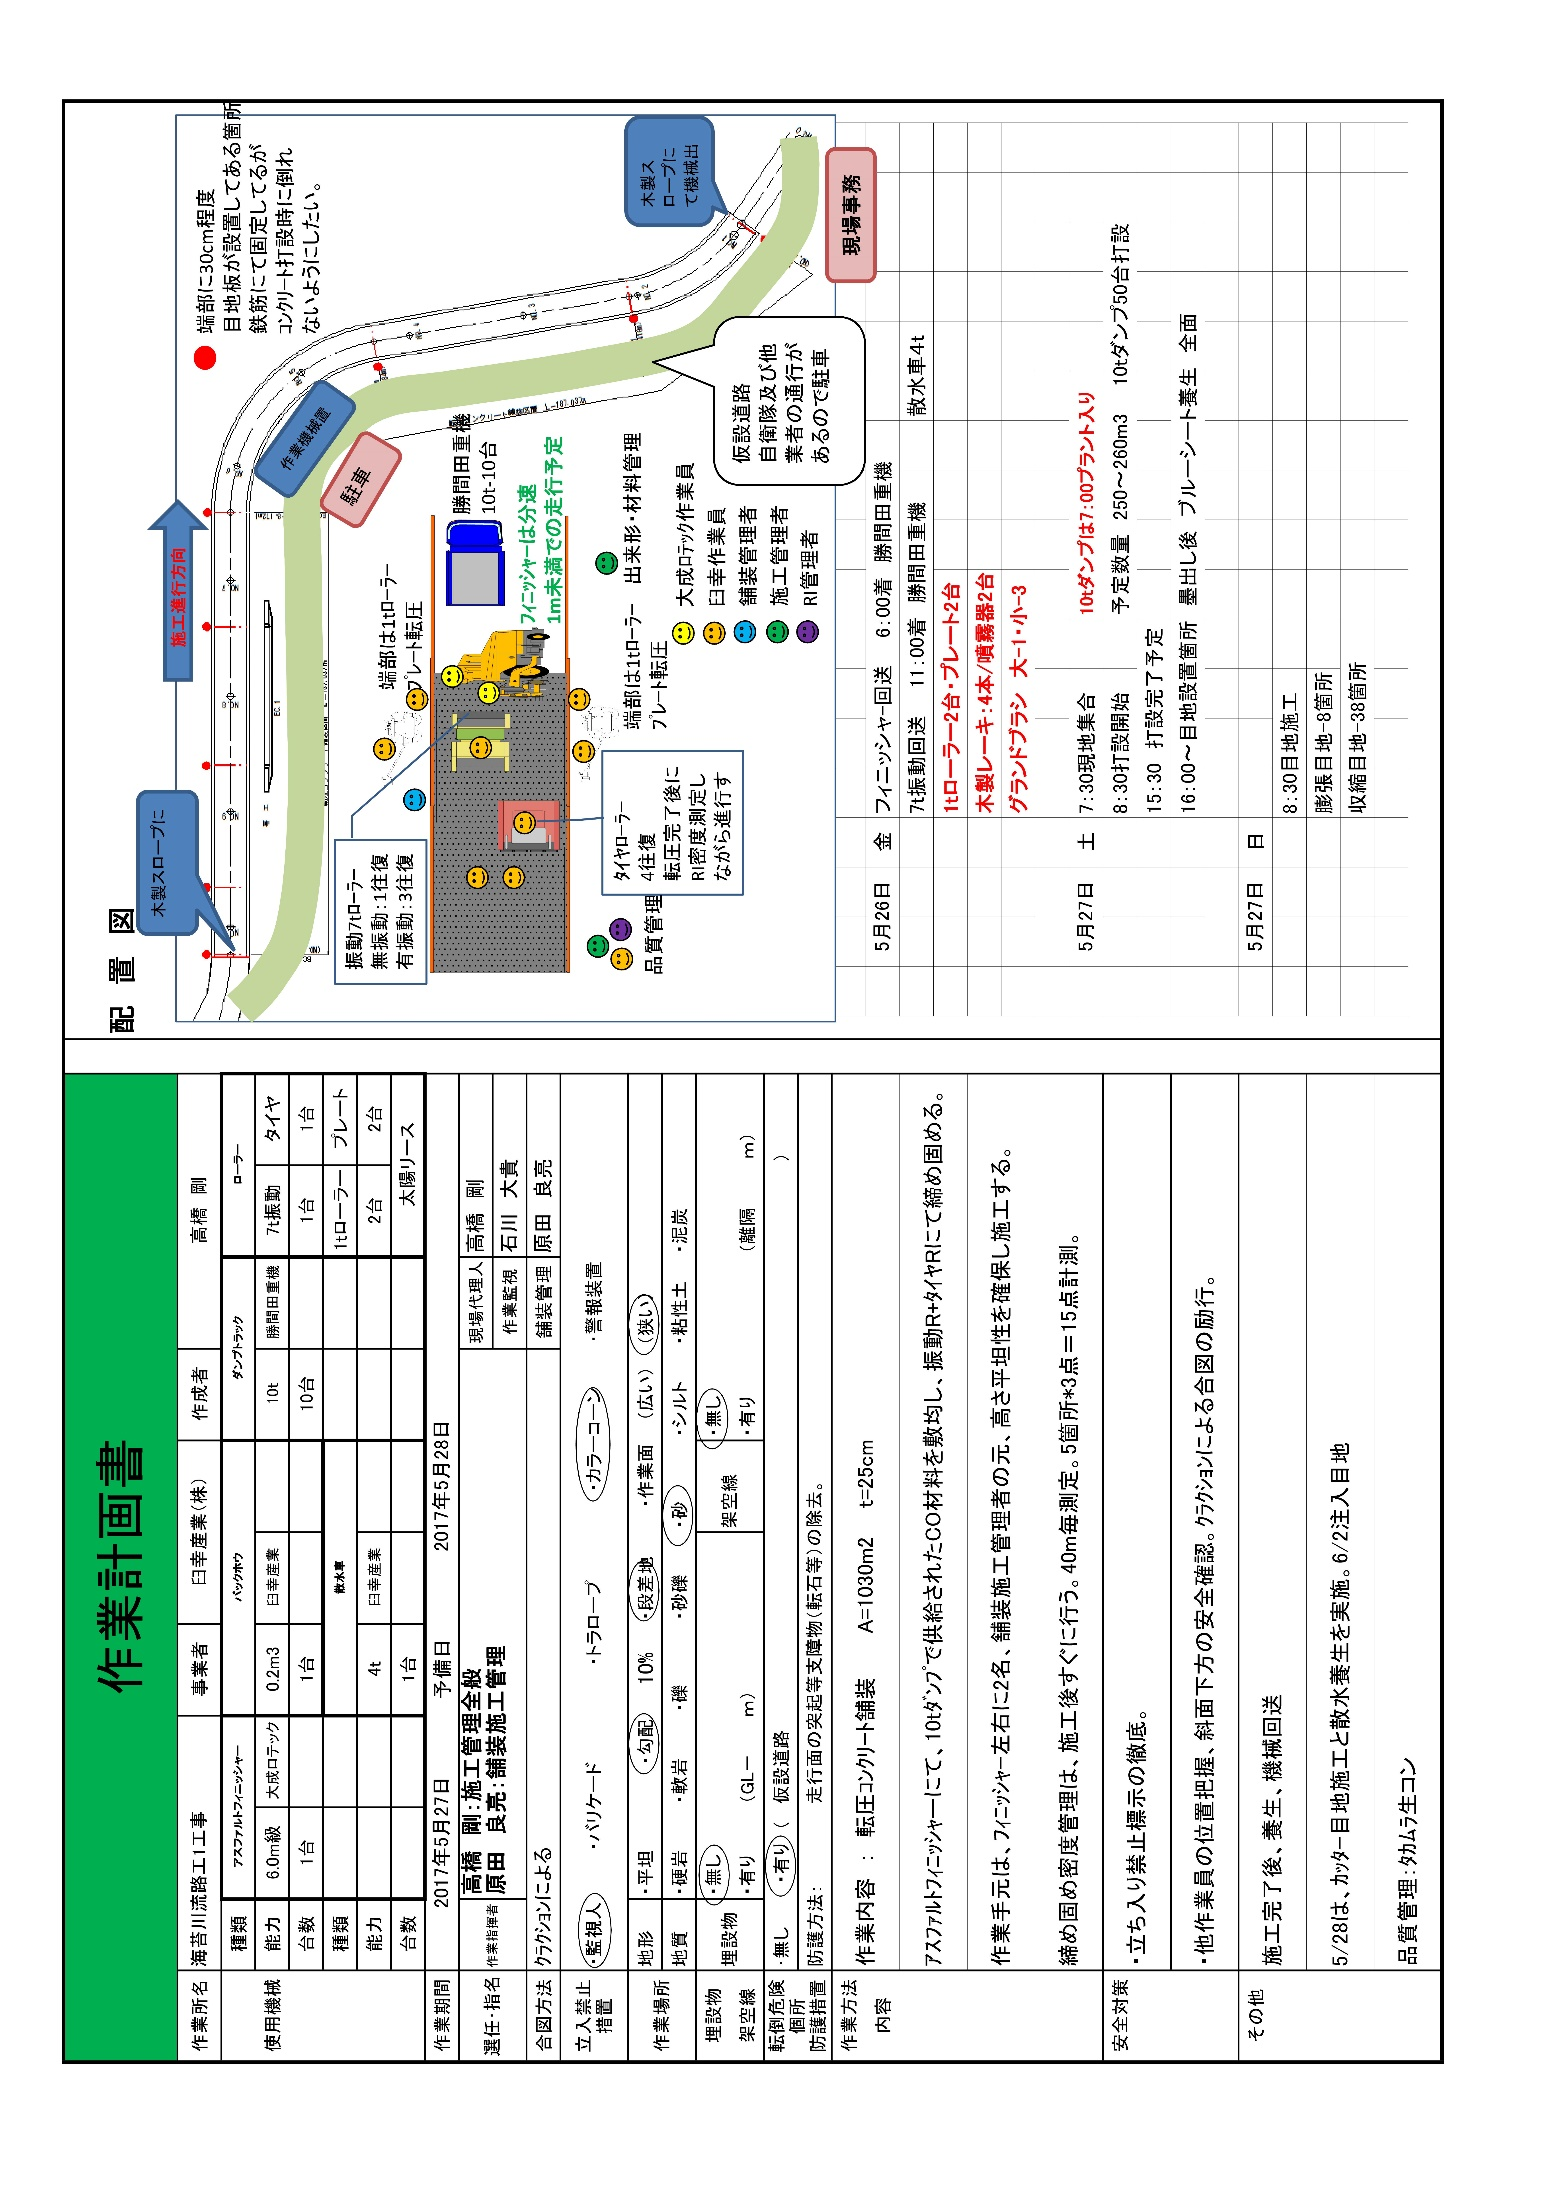 作業計画書
作業所名 海苔川流路工1工事 事業者 臼幸産業(株) 作成者 高橋 剛
使用機械
種類 アスファルトフィニッシャー バックホウ ダンプトラック ローラー
能力 6.0m級 大成ロテック 0.2m3 臼幸産業 10t 勝間田重機 7t振動 タイヤ
台数 1台 1台 10台 1台 1台
種類 散水車 1tローラー プレート
能力 4t 臼幸産業 2台 2台
台数 1台 太陽リース
作業期間 2017年5月27日 予備日 2017年5月28日
選任・指名 作業指揮者
高橋 剛:施工管理全般
原田 良亮:舗装施工管理
現場代理人 高橋 剛
作業監視 石川 大貴
舗装管理 原田 良亮
合図方法 クラクションによる
立入禁止
措置
・監視人 ・バリケード ・トラロープ ・カラーコーン ・警報装置
作業場所
地形 ・平坦 ・勾配 10% ・段差地 ・作業面 (広い) (狭い)
地質 ・硬岩 ・軟岩 ・礫 ・砂礫 ・砂 ・シルト ・粘性土 ・泥炭
埋設物
架空線
埋設物 ・無し
・有り (GL― m)
架空線 ・無し
・有り (離隔 m)
転倒危険
個所
防護措置
・無し ・有り ( 仮設道路 )
防護方法: 走行面の突起等支障物(転石等)の除去。
作業方法
内容
作業内容 : 転圧コンクリート舗装 A=1030m2 t=25cm
アスファルトフィニッシャーにて、10tダンプで供給されたCO材料を敷均し、振動R+タイヤRにて締め固める。
作業手元は、フィニッシャー左右に2名、舗装施工管理者の元、高さ平坦性を確保し施工する。
締め固め密度管理は、施工後すぐに行う。40m毎測定。5箇所*3点=15点計測。
安全対策
・立ち入り禁止標示の徹底。
・他作業員の位置把握、斜面下方の安全確認。クラクションによる合図の励行。
その他
施工完了後、養生、機械回送
5/28は、カッター目地施工と散水養生を実施。6/2注入目地
品質管理:タカムラ生コン
配 置 図
木製スロープに
施工進行方向
端部に30cm程度
目地板が設置してある箇所
鉄筋にて固定してるが
コンクリート打設時に倒れ
ないようにしたい。
作業機械置
駐車
木製ス
ロープに
て機械出
現場事務
仮設道路
自衛隊及び他
業者の通行が
あるので駐車
振動7tローラー
無振動:1往復
有振動:3往復
端部は1tローラー
プレート転圧
勝間田重機
10t-10台
フィニッシャーは分速
1m未満での走行予定
出来形・材料管理
端部は1tローラー
プレート転圧
タイヤローラー
4往復
転圧完了後に
RI密度測定し
ながら進行す
品質管理
大成ロテック作業員
臼幸作業員
舗装管理者
施工管理者
RI管理者
5月26日 金 フィニッシャー回送 6:00着 勝間田重機
7t振動回送 11:00着 勝間田重機 散水車4t
1tローラー2台・プレート2台
木製レーキ:4本/噴霧器2台
グランドブラシ 大-1・小-3
5月27日 土 7:30現地集合 10tダンプは7:00プラント入り
8:30打設開始 予定数量 250~260m3 10tダンプ50台打設
15:30 打設完了予定
16:00~目地設置箇所 墨出し後 ブルーシート養生 全面
5月27日 日
8:30目地施工
膨張目地-8箇所
収縮目地-38箇所